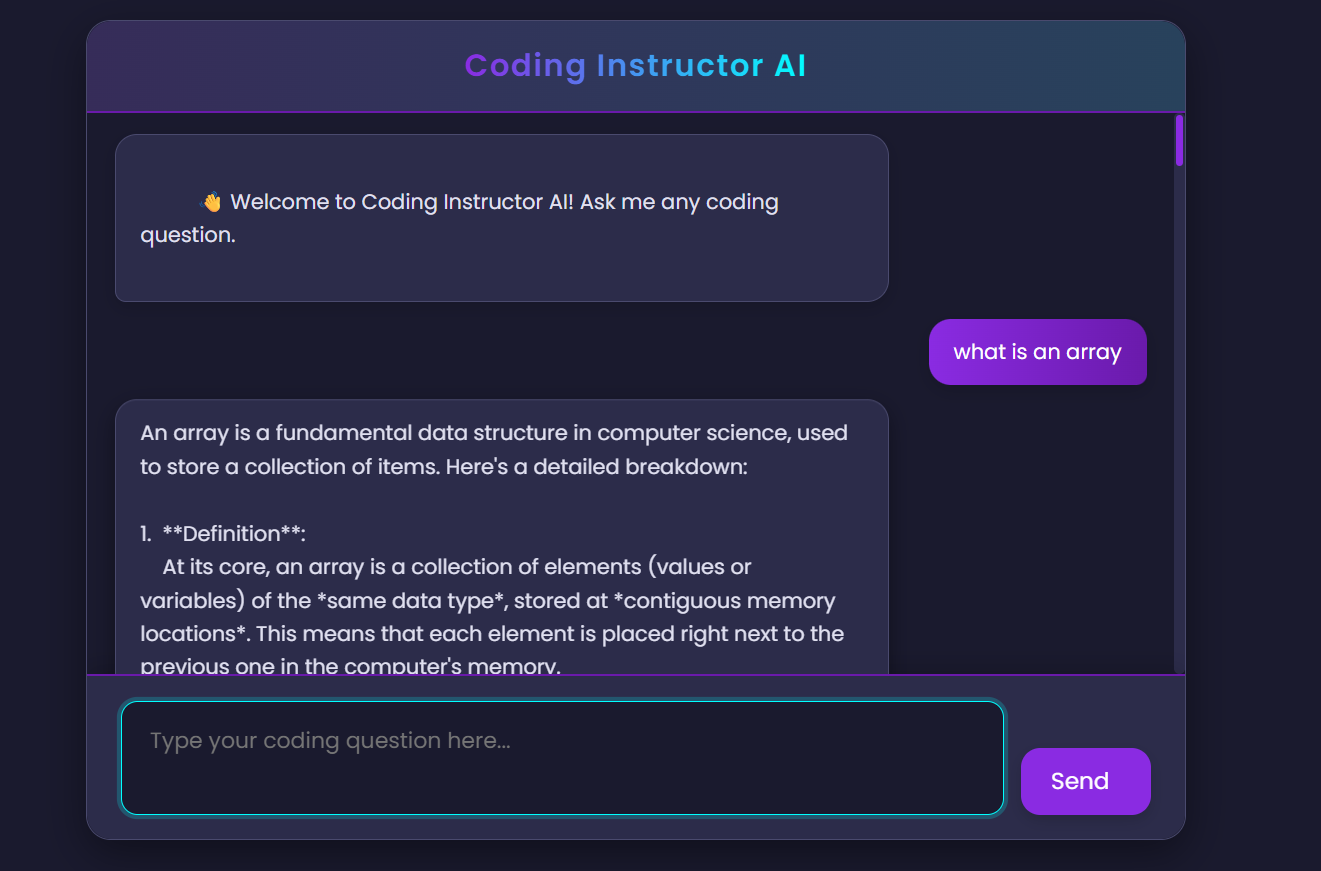 Coding Instructor AI
👋 Welcome to Coding Instructor AI! Ask me any coding
question.
what is an array
An array is a fundamental data structure in computer science, used
to store a collection of items. Here's a detailed breakdown:
1. **Definition**:
At its core, an array is a collection of elements (values or
variables) of the *same data type*, stored at *contiguous memory
locations*. This means that each element is placed right next to the
previous one in the computer's memory.
Type your coding question here...
Send